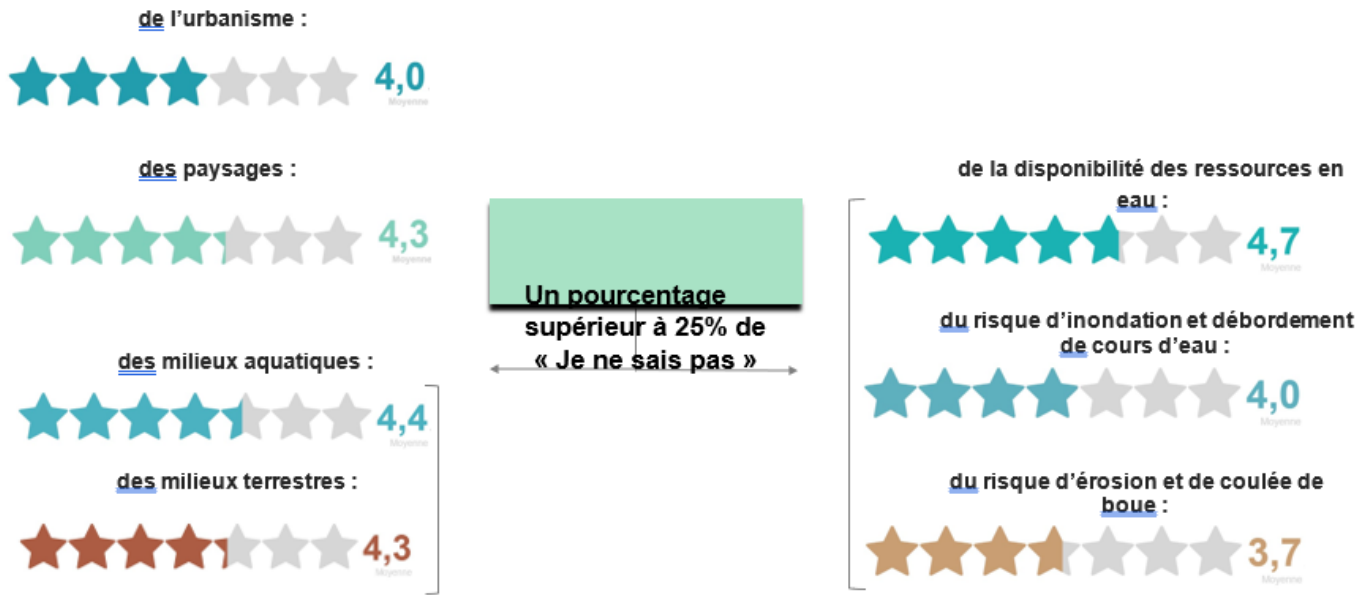 de l’urbanisme :
4,0
Moyenne
des paysages :
4,3
Moyenne
des milieux aquatiques :
4,4
Moyenne
des milieux terrestres :
4,3
Moyenne
Un pourcentage
supérieur à 25% de
« Je ne sais pas »
de la disponibilité des ressources en
eau :
4,7
Moyenne
du risque d’inondation et débordement
de cours d’eau :
4,0
Moyenne
du risque d’érosion et de coulée de
boue :
3,7
Moyenne